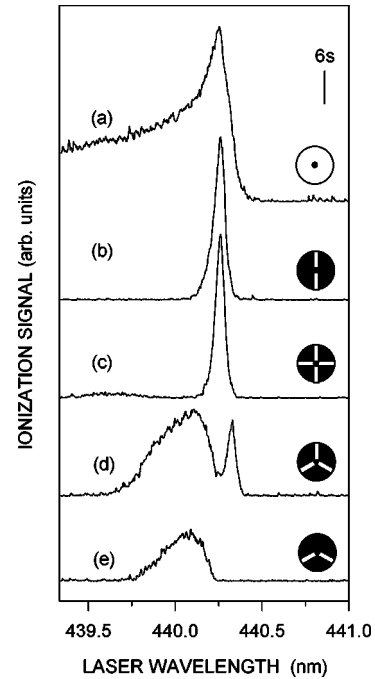 6s
(a)
(b)
(c)
(d)
(e)
IONIZATION SIGNAL (arb. units)
439.5 440.0 440.5 441.0
LASER WAVELENGTH (nm)